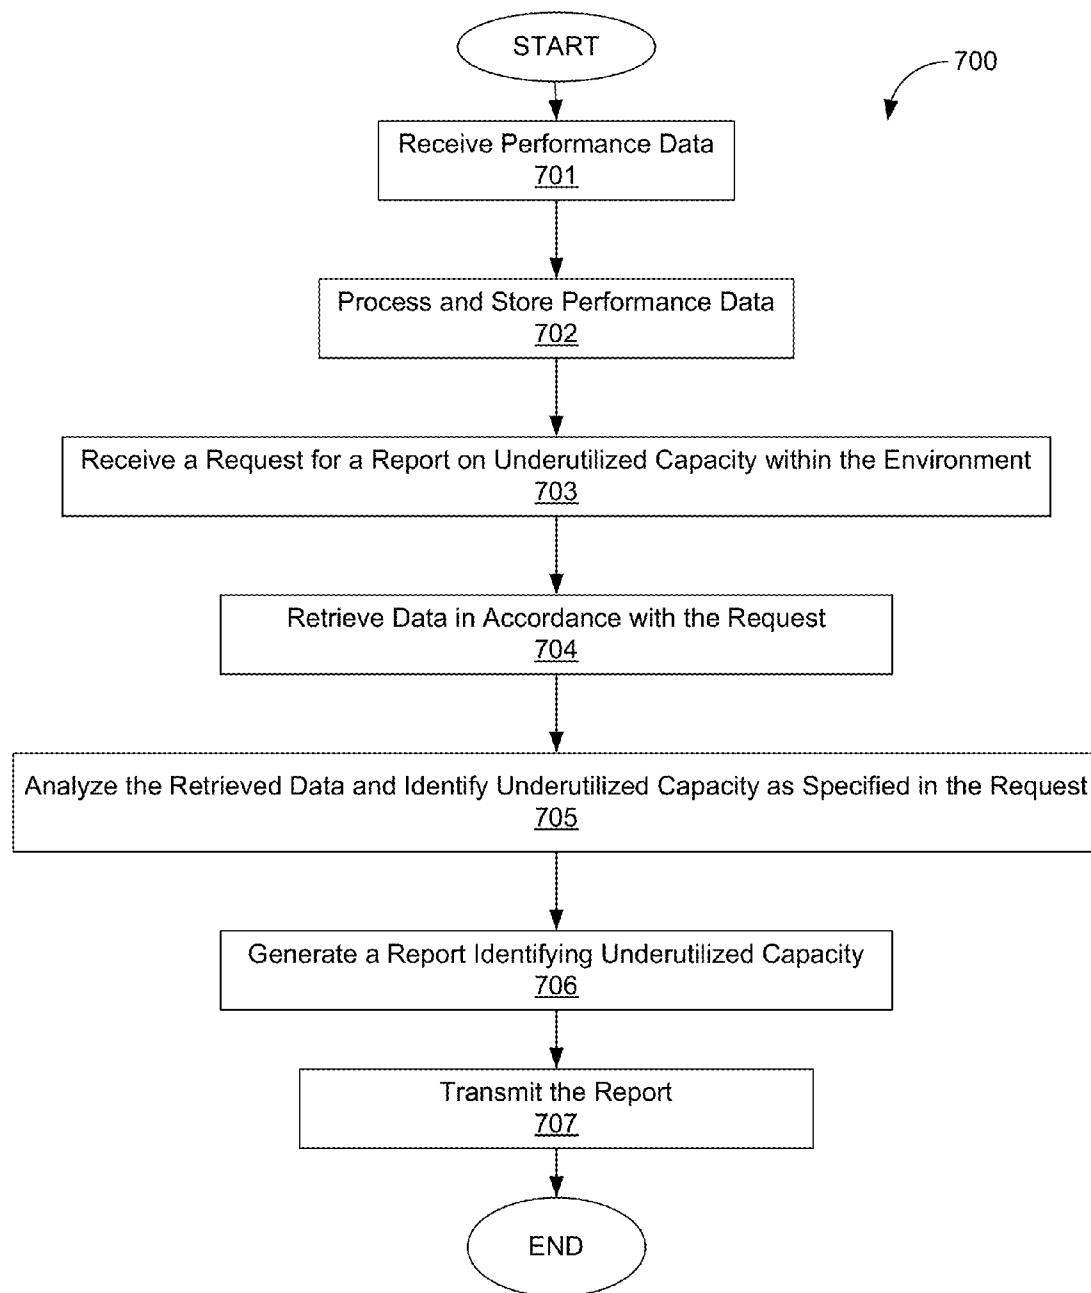 START
700
Receive Performance Data
701
Process and Store Performance Data
702
Receive a Request for a Report on Underutilized Capacity within the Environment
703
Retrieve Data in Accordance with the Request
704
Analyze the Retrieved Data and Identify Underutilized Capacity as Specified in the Request
705
Generate a Report Identifying Underutilized Capacity
706
Transmit the Report
707
END